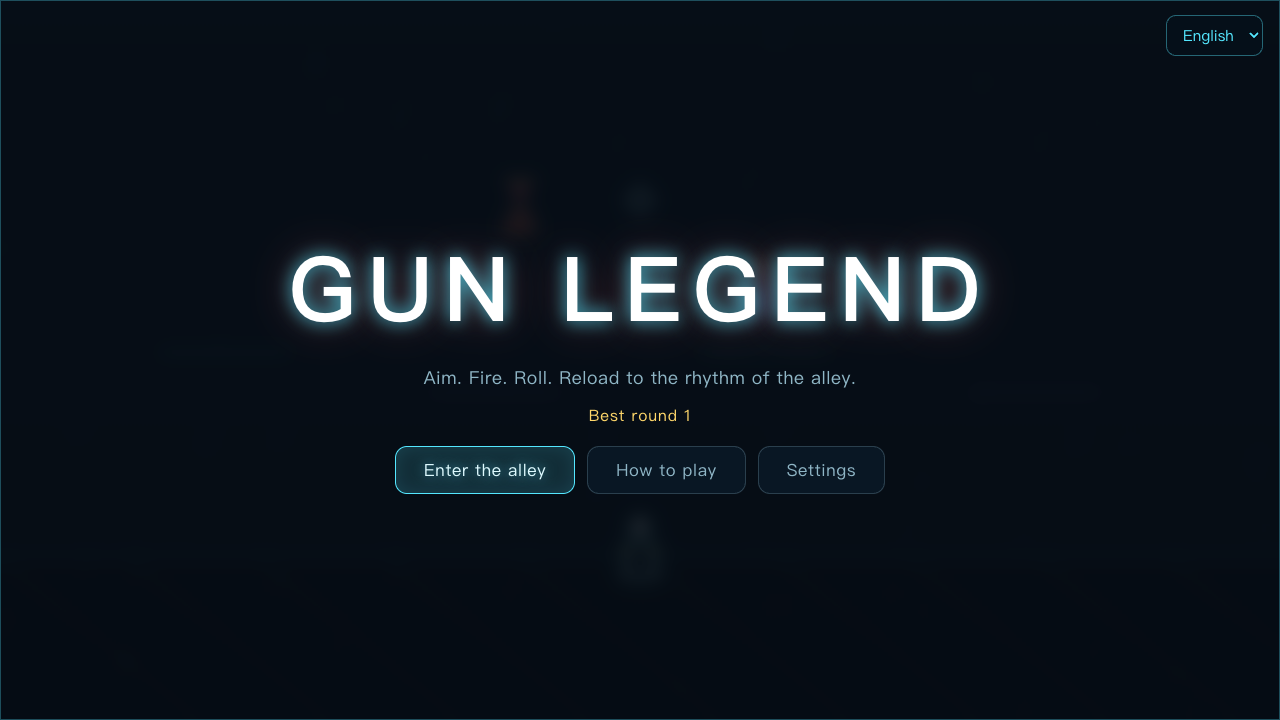 English
GUN LEGEND
Aim. Fire. Roll. Reload to the rhythm of the alley.
Best round 1
Enter the alley
How to play
Settings